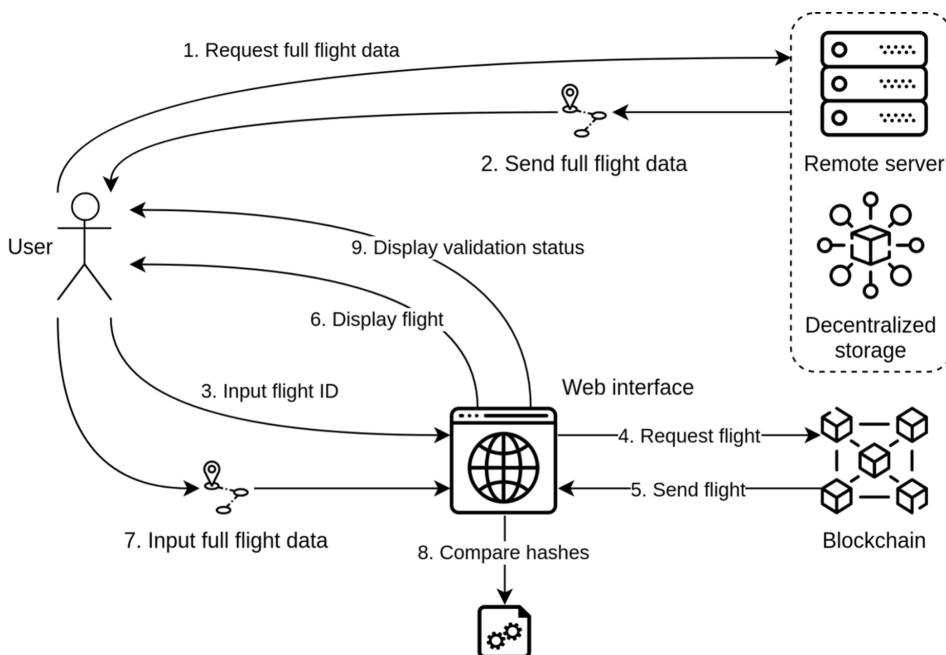 1. Request full flight data
2. Send full flight data
Remote server
User
9. Display validation status
6. Display flight
Decentralized
storage
3. Input flight ID
Web interface
4. Request flight
5. Send flight
7. Input full flight data
Blockchain
8. Compare hashes